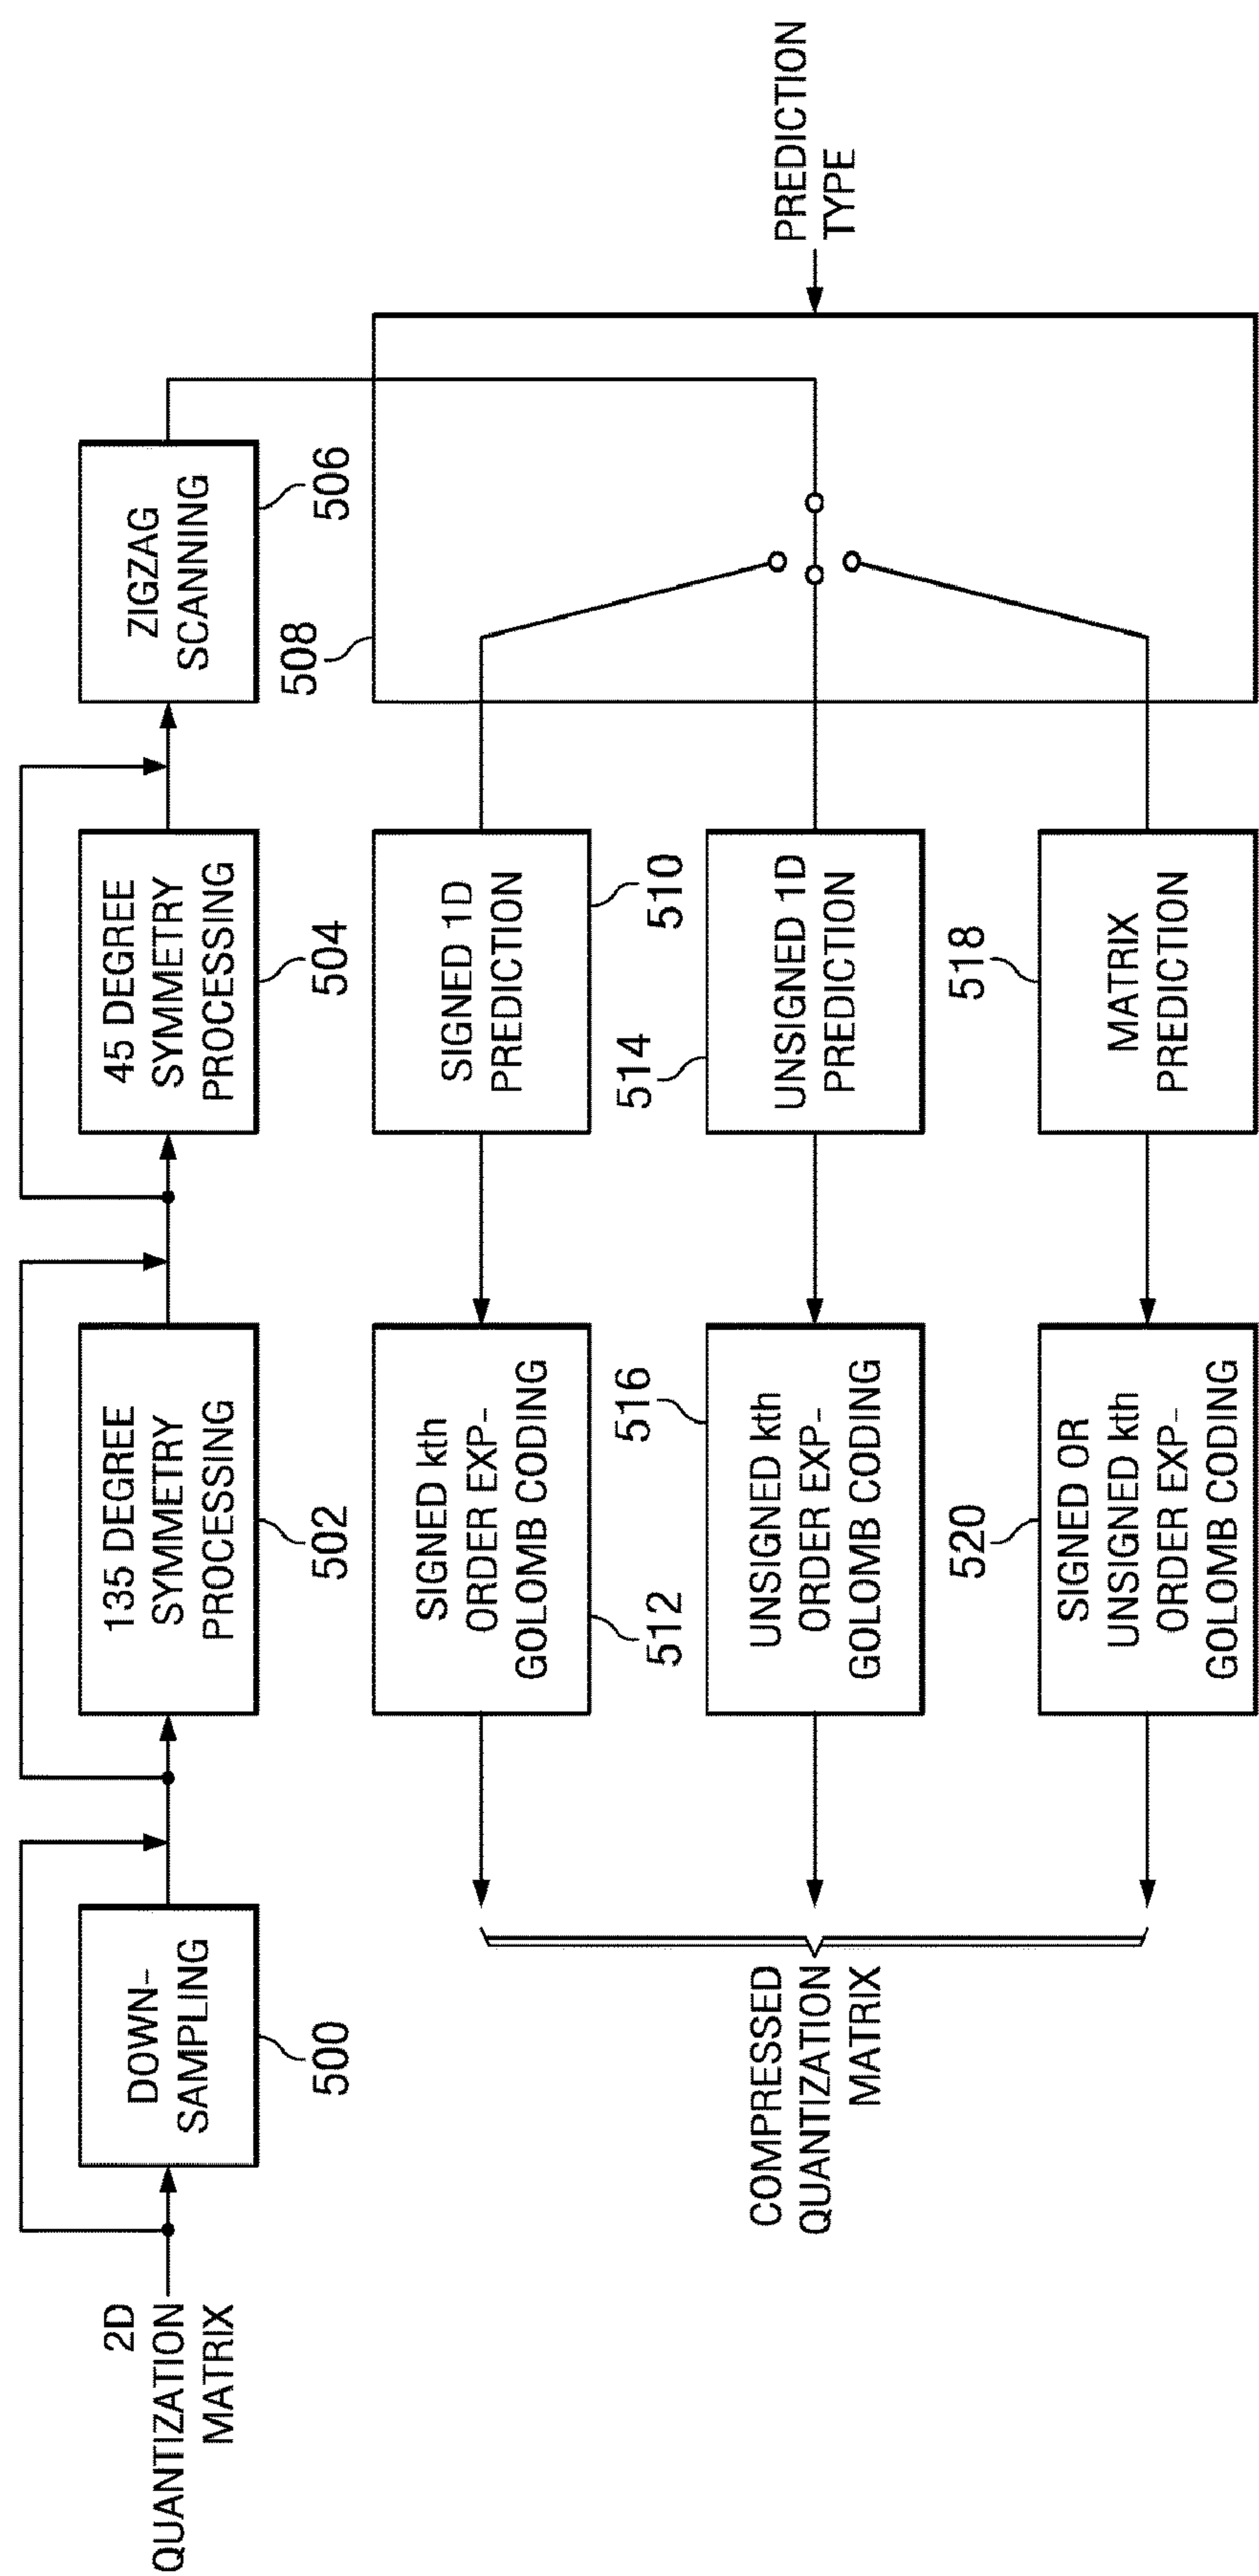 2D
QUANTIZATION
MATRIX
DOWN-
SAMPLING
500
135 DEGREE
SYMMETRY
PROCESSING
502
45 DEGREE
SYMMETRY
PROCESSING
504
ZIGZAG
SCANNING
506
508
PREDICTION
TYPE
SIGNED 1D
PREDICTION
510
SIGNED kth
ORDER EXP-
GOLOMB CODING
512
514
UNSIGNED 1D
PREDICTION
516
UNSIGNED kth
ORDER EXP-
GOLOMB CODING
518
MATRIX
PREDICTION
520
SIGNED OR
UNSIGNED kth
ORDER EXP-
GOLOMB CODING
COMPRESSED
QUANTIZATION
MATRIX